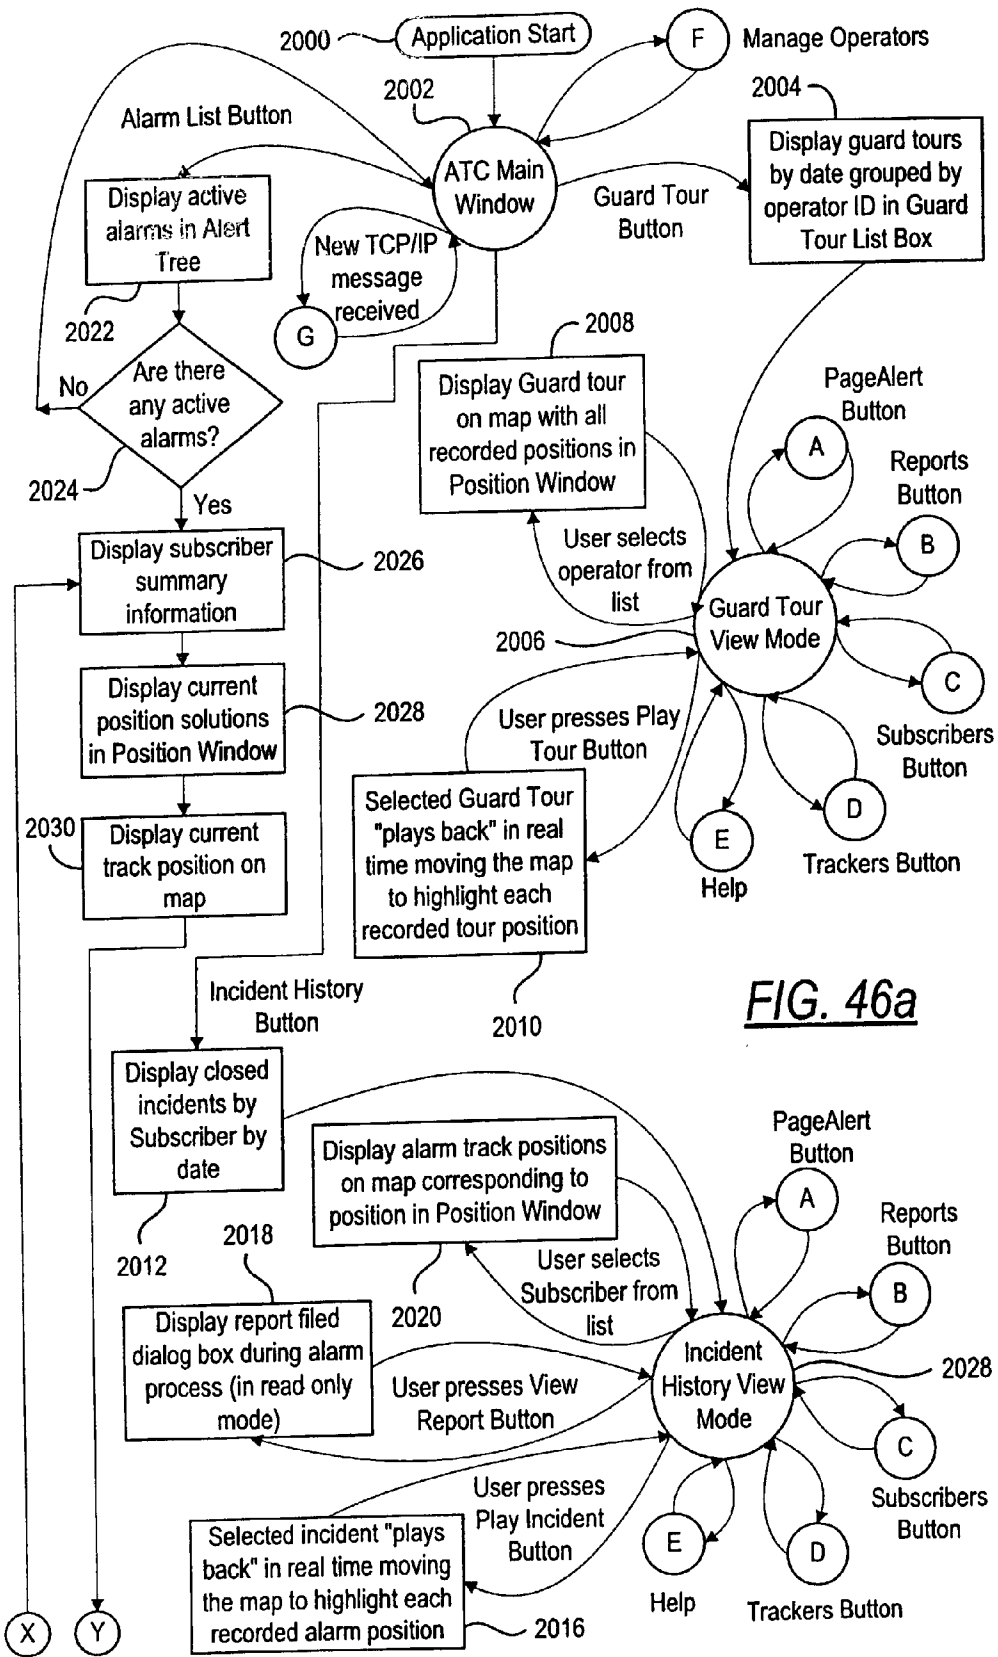 2000
Application Start
F
Manage Operators
2002
2004
Alarm List Button
ATC Main
Window
Display guard tours
by date grouped by
operator ID in Guard
Tour List Box
Guard Tour
Button
Display active
alarms in Alert
Tree
New TCP/IP
message
received
G
2022
2008
No
Are there
any active
alarms?
Display Guard tour
on map with all
recorded positions in
Position Window
PageAlert
Button
A
Reports
Button
2024
Yes
B
User selects
operator from
list
Display subscriber
summary
information
2026
Guard Tour
View Mode
2006
C
Display current
position solutions
in Position Window
2028
User presses Play
Tour Button
Subscribers
Button
Selected Guard Tour
"plays back" in real
time moving the map
to highlight each
recorded tour position
D
2030
Display current
track position on
map
E
Trackers Button
Help
Incident History
Button
2010
FIG. 46a
Display closed
incidents by
Subscriber by
date
PageAlert
Button
Display alarm track positions
on map corresponding to
position in Position Window
A
2012
2018
2020
User selects
Subscriber from
list
Reports
Button
B
Display report filed
dialog box during alarm
process (in read only
mode)
Incident
History View
Mode
2028
User presses View
Report Button
C
User presses
Play Incident
Button
Subscribers
Button
Selected incident "plays
back" in real time moving
the map to highlight each
recorded alarm position
E
D
Help
Trackers Button
2016
X
Y